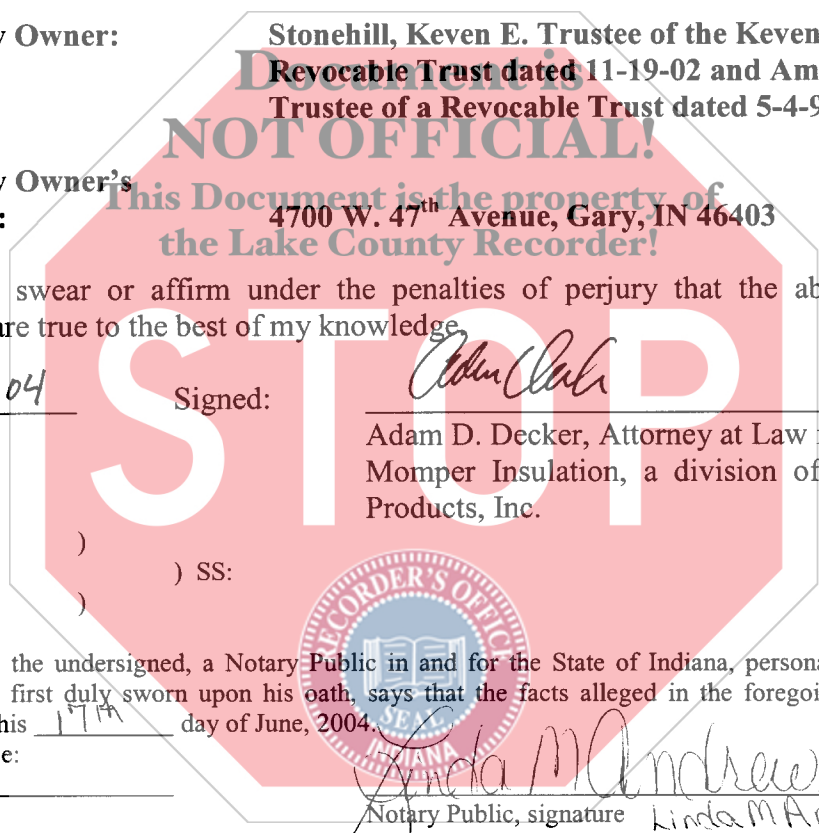 y Owner: Stonehill, Keven E. Trustee of the Keven
Document is
Revocable Trust dated 11-19-02 and Am
Trustee of a Revocable Trust dated 5-4-9
NOT OFFICIAL!
y Owner's
This Document is the property of
: 4700 W. 47th Avenue, Gary, IN 46403
the Lake County Recorder!
swear or affirm under the penalties of perjury that the ab
are true to the best of my knowledge.
STOP
04 Signed:
Adam D. Decker, Attorney at Law
Momper Insulation, a division of
Products, Inc.
)
) SS:
)
RECORDER'S OFFICE
the undersigned, a Notary Public in and for the State of Indiana, persona
first duly sworn upon his oath, says that the facts alleged in the foregoi
his 17th day of June, 2004.
SEAL
INDIANA
e: Linda M Andrew
Notary Public, signature Linda M An